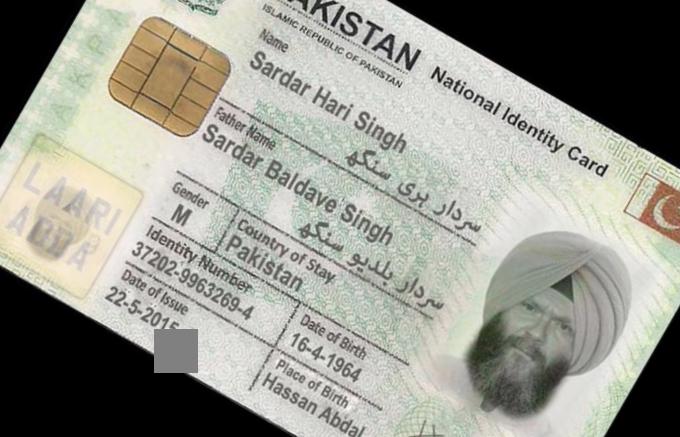 PAKISTAN National Identity Card
ISLAMIC REPUBLIC OF PAKISTAN
Name
Sardar Hari Singh
سردار ہری سنگھ
Father Name
Sardar Baldave Singh
سردار بلدیو سنگھ
Gender
M
Country of Stay
Pakistan
Identity Number
37202-9963269-4
Date of Birth
16-4-1964
Date of Issue
22-5-2015
Place of Birth
Hassan Abdal
LAARI
ADDA